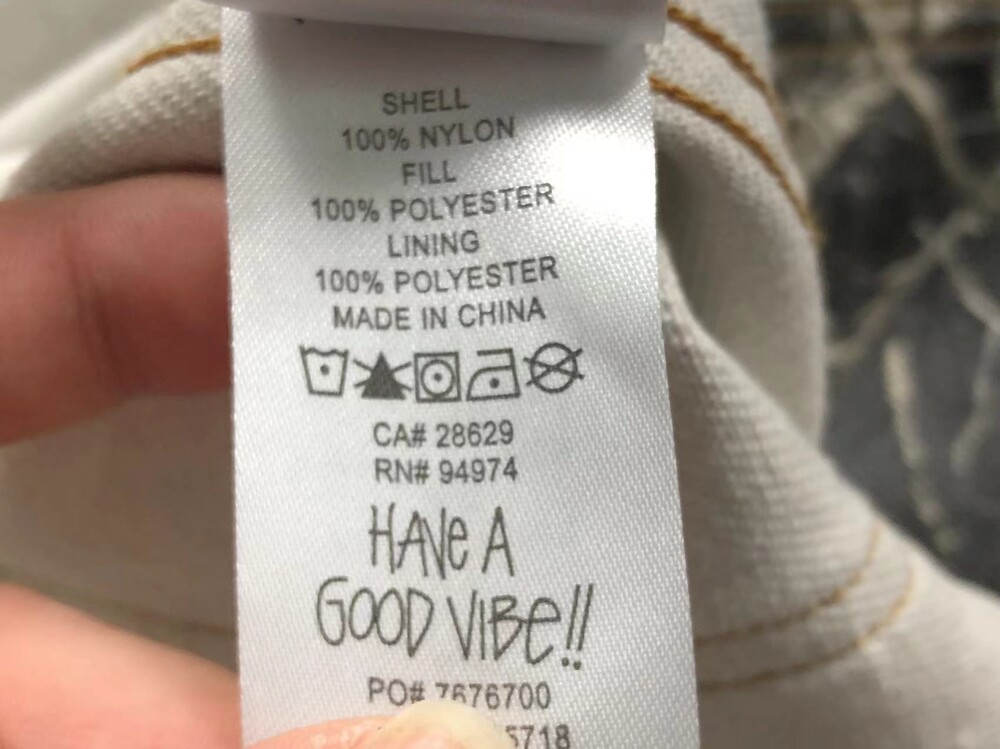 SHELL
100% NYLON
FILL
100% POLYESTER
LINING
100% POLYESTER
MADE IN CHINA
CA# 28629
RN# 94974
HAVe A
GOOD VIBe!!
PO# 7676700
5718